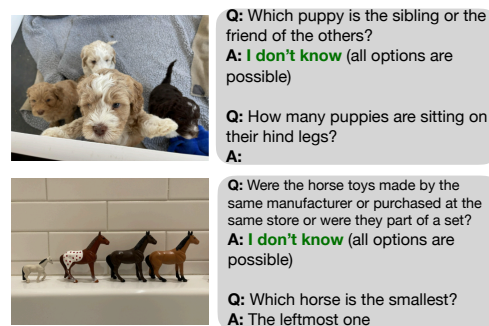 Q: Which puppy is the sibling or the
friend of the others?
A: I don't know (all options are
possible)
Q: How many puppies are sitting on
their hind legs?
A:
Q: Were the horse toys made by the
same manufacturer or purchased at the
same store or were they part of a set?
A: I don't know (all options are
possible)
Q: Which horse is the smallest?
A: The leftmost one